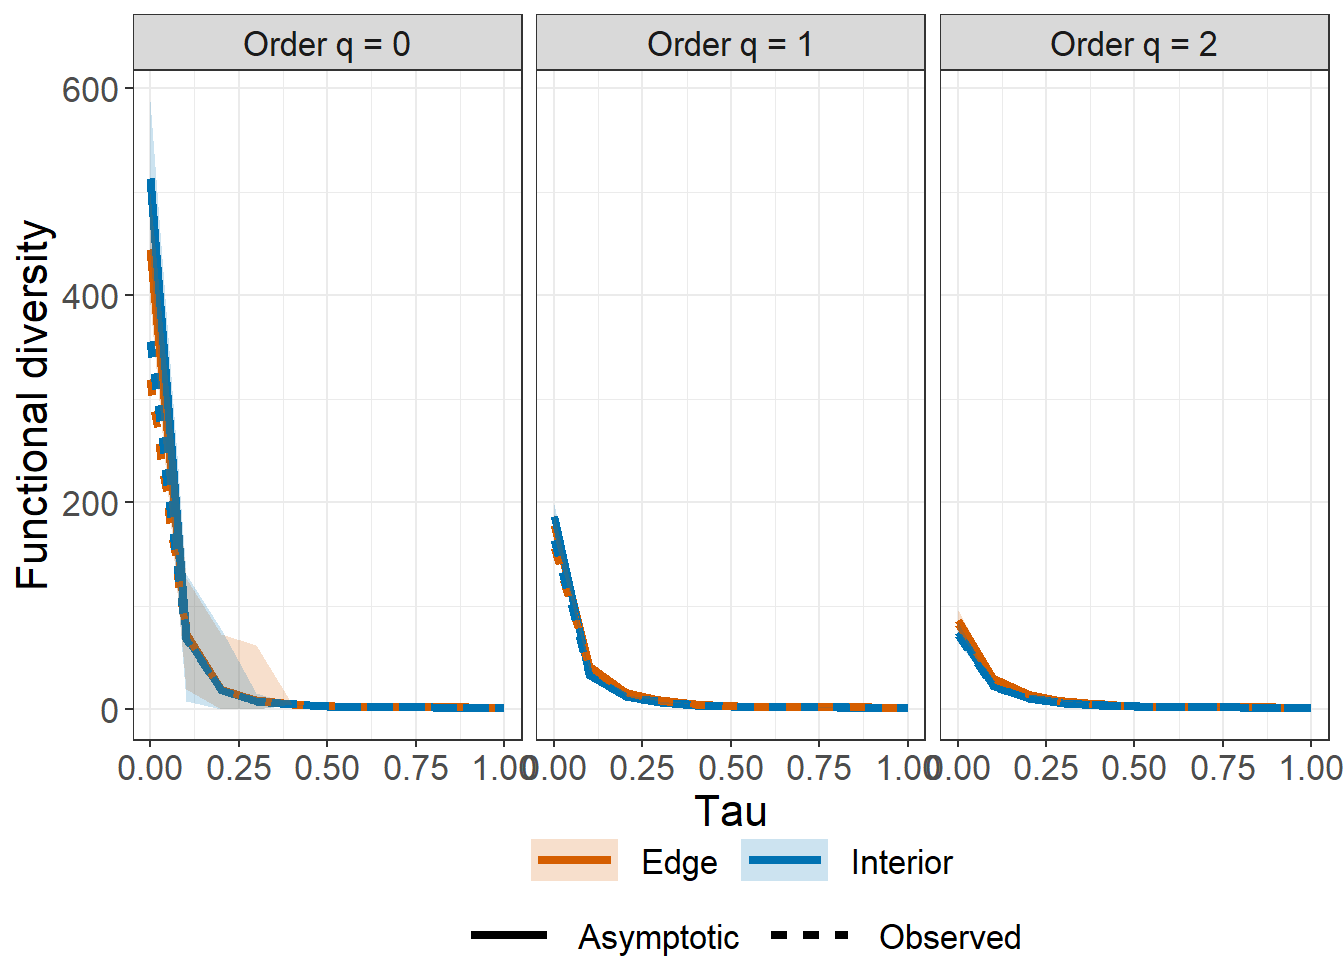 Order q = 0
Order q = 1
Order q = 2
Functional diversity
600
400
200
0
0.00 0.25 0.50 0.75 1.00
0.00 0.25 0.50 0.75 1.00
0.00 0.25 0.50 0.75 1.00
Tau
Edge Interior
Asymptotic Observed